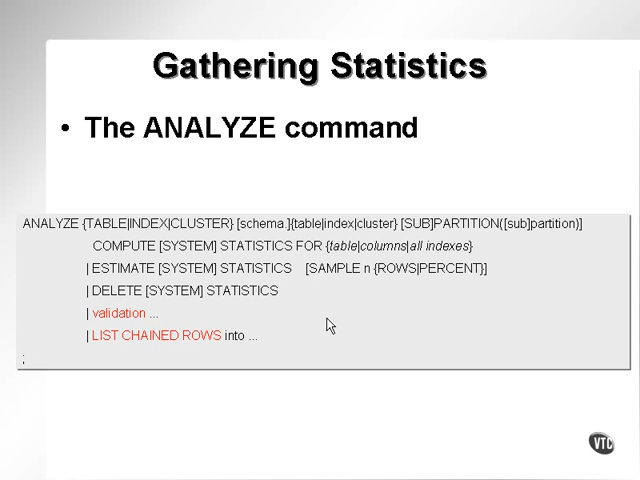 Gathering Statistics
• The ANALYZE command
ANALYZE {TABLE|INDEX|CLUSTER} [schema.]{table|index|cluster} [SUB]PARTITION([sub]partition)]
COMPUTE [SYSTEM] STATISTICS FOR {table|columns|all indexes}
| ESTIMATE [SYSTEM] STATISTICS [SAMPLE n {ROWS|PERCENT}]
| DELETE [SYSTEM] STATISTICS
| validation ...
| LIST CHAINED ROWS into ...
;
VTC